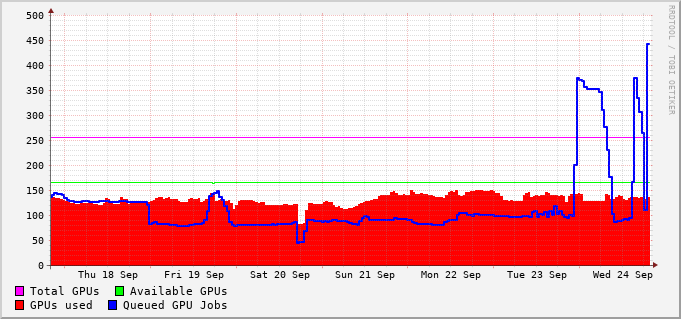 500
450
400
350
300
250
200
150
100
50
0
Thu 18 Sep Fri 19 Sep Sat 20 Sep Sun 21 Sep Mon 22 Sep Tue 23 Sep Wed 24 Sep
Total GPUs Available GPUs
GPUs used Queued GPU Jobs
RRDTOOL / TOBI OETIKER